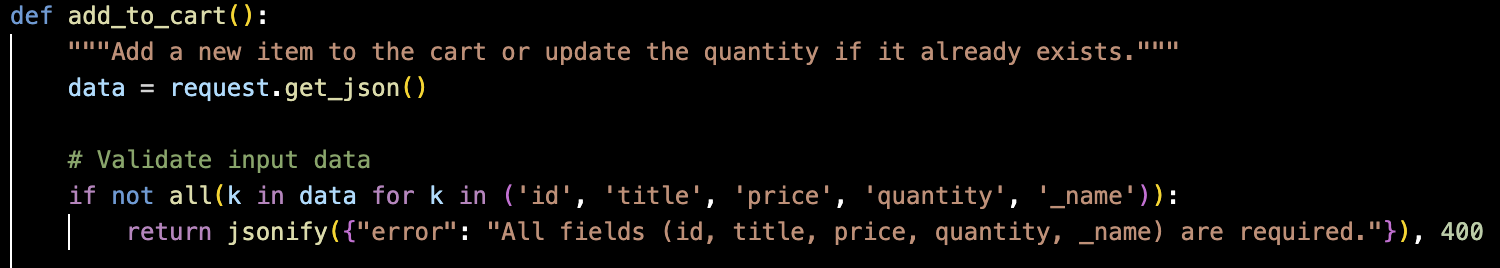 def add_to_cart():
    """Add a new item to the cart or update the quantity if it already exists."""
    data = request.get_json()
    # Validate input data
    if not all(k in data for k in ('id', 'title', 'price', 'quantity', '_name')):
        return jsonify({"error": "All fields (id, title, price, quantity, _name) are required."}), 400